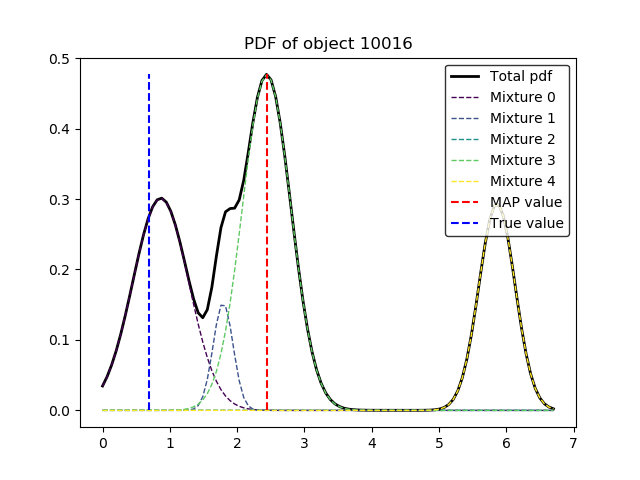 PDF of object 10016
0.5
0.4
0.3
0.2
0.1
0.0
Total pdf
Mixture 0
Mixture 1
Mixture 2
Mixture 3
Mixture 4
MAP value
True value
0 1 2 3 4 5 6 7